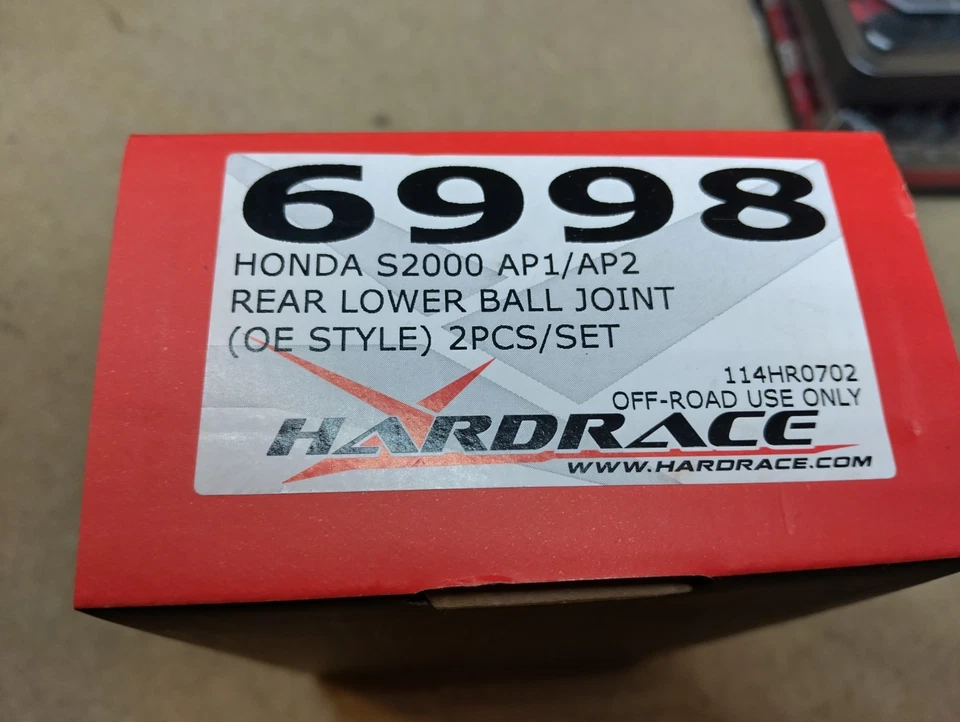 6998
HONDA S2000 AP1/AP2
REAR LOWER BALL JOINT
(OE STYLE) 2PCS/SET
114HR0702
OFF-ROAD USE ONLY
HARDRACE
WWW.HARDRACE.COM